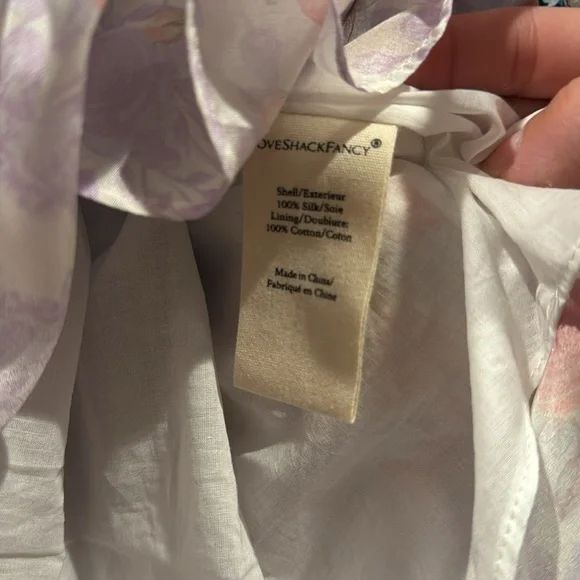 OVESHACKFANCY®
Shell/Exterieur
100% Silk/Soie
Lining/Doublure:
100% Cotton/Coton
Made in China/
Fabriqué en Chine